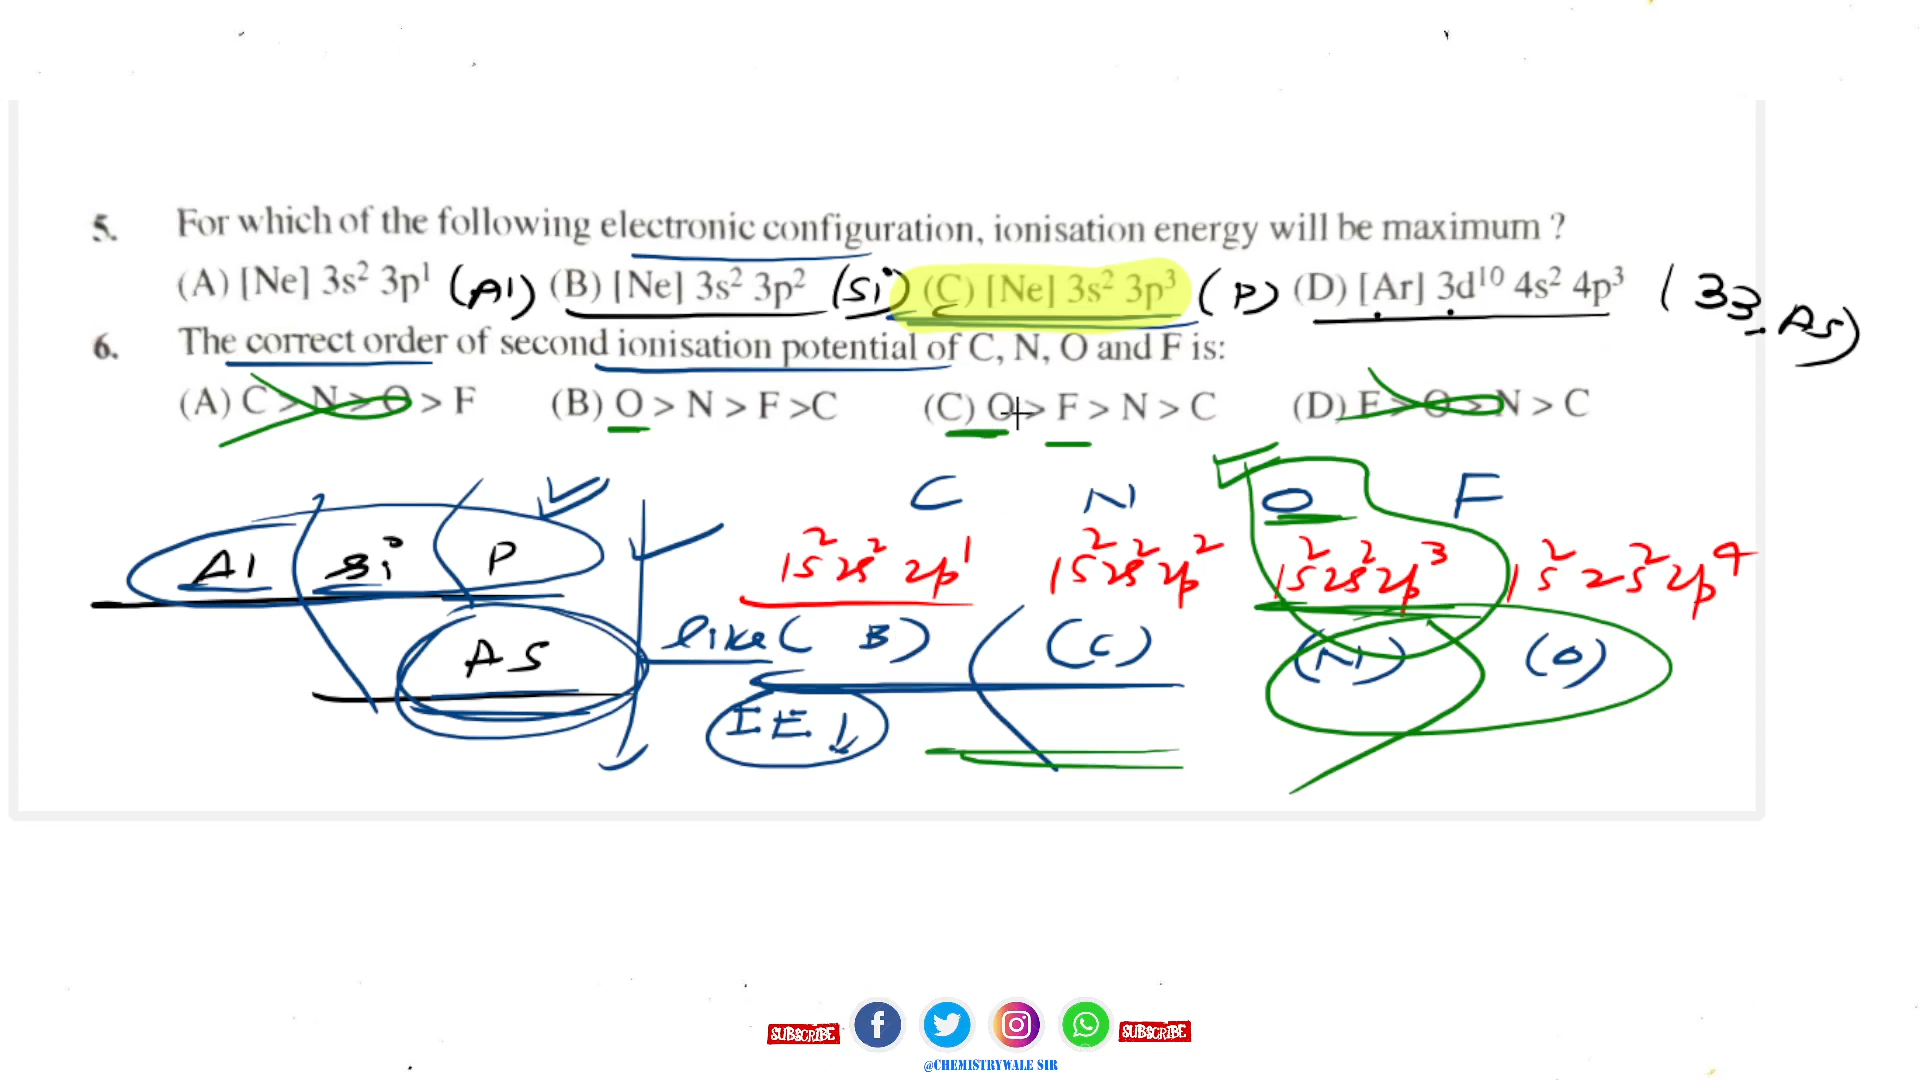 5. For which of the following electronic configuration, ionisation energy will be maximum ?
(A) [Ne] 3s² 3p¹ (Al) (B) [Ne] 3s² 3p² (Si) (C) [Ne] 3s² 3p³ (P) (D) [Ar] 3d¹⁰ 4s² 4p³ (33. As)
6. The correct order of second ionisation potential of C, N, O and F is:
(A) C > N > O > F (B) O > N > F >C (C) O > F > N > C (D) F > O > N > C
C N O F
Al Si P 1s² 2s² 2p¹ 1s² 2s² 2p² 1s² 2s² 2p³ 1s² 2s² 2p⁴
As like ( B ) (C) (N) (O)
I E ↓
SUBSCRIBE SUBSCRIBE
@CHEMISTRYWALE SIR